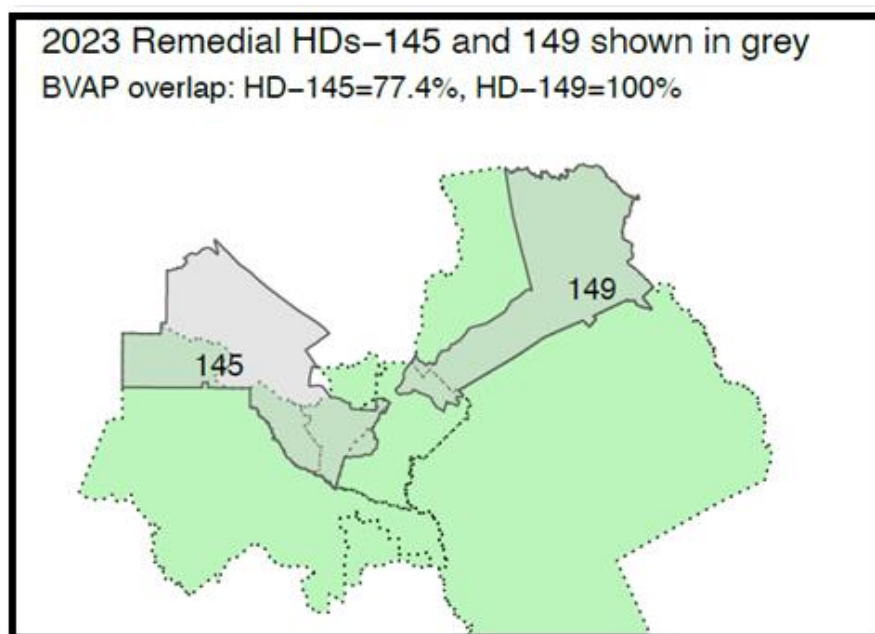 2023 Remedial HDs–145 and 149 shown in grey
BVAP overlap: HD–145=77.4%, HD–149=100%
149
145